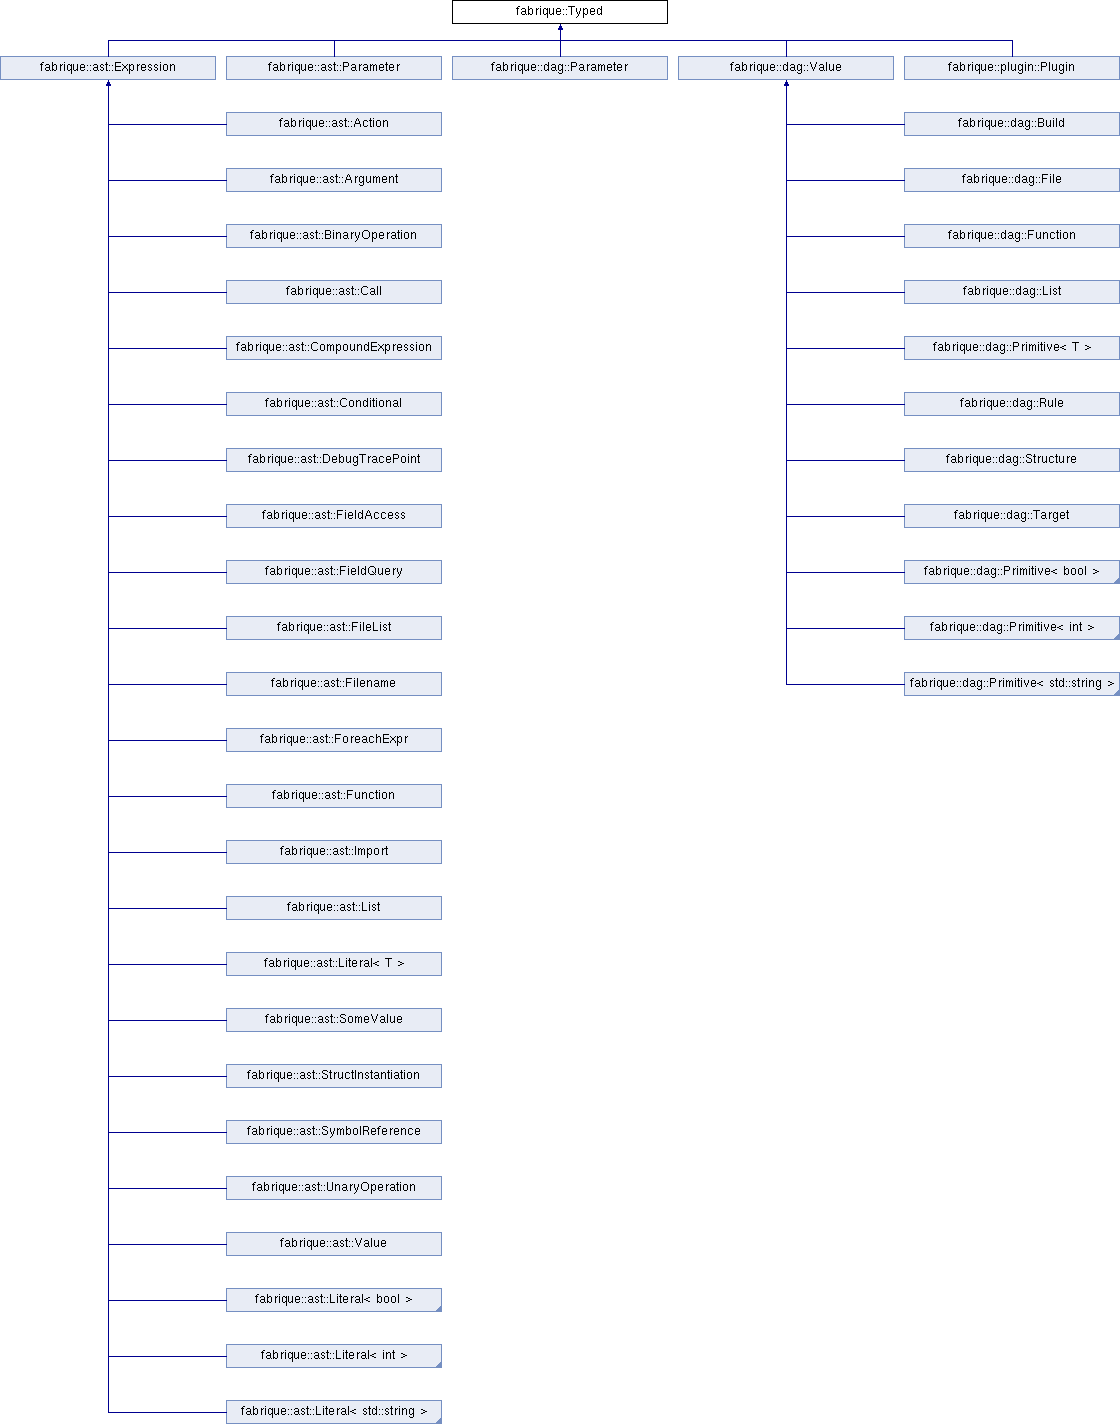 fabrique::Typed
fabrique::ast::Expression
fabrique::ast::Parameter
fabrique::dag::Parameter
fabrique::dag::Value
fabrique::plugin::Plugin
fabrique::ast::Action
fabrique::dag::Build
fabrique::ast::Argument
fabrique::dag::File
fabrique::ast::BinaryOperation
fabrique::dag::Function
fabrique::ast::Call
fabrique::dag::List
fabrique::ast::CompoundExpression
fabrique::dag::Primitive< T >
fabrique::ast::Conditional
fabrique::dag::Rule
fabrique::ast::DebugTracePoint
fabrique::dag::Structure
fabrique::ast::FieldAccess
fabrique::dag::Target
fabrique::ast::FieldQuery
fabrique::dag::Primitive< bool >
fabrique::ast::FileList
fabrique::dag::Primitive< int >
fabrique::ast::Filename
fabrique::dag::Primitive< std::string >
fabrique::ast::ForeachExpr
fabrique::ast::Function
fabrique::ast::Import
fabrique::ast::List
fabrique::ast::Literal< T >
fabrique::ast::SomeValue
fabrique::ast::StructInstantiation
fabrique::ast::SymbolReference
fabrique::ast::UnaryOperation
fabrique::ast::Value
fabrique::ast::Literal< bool >
fabrique::ast::Literal< int >
fabrique::ast::Literal< std::string >